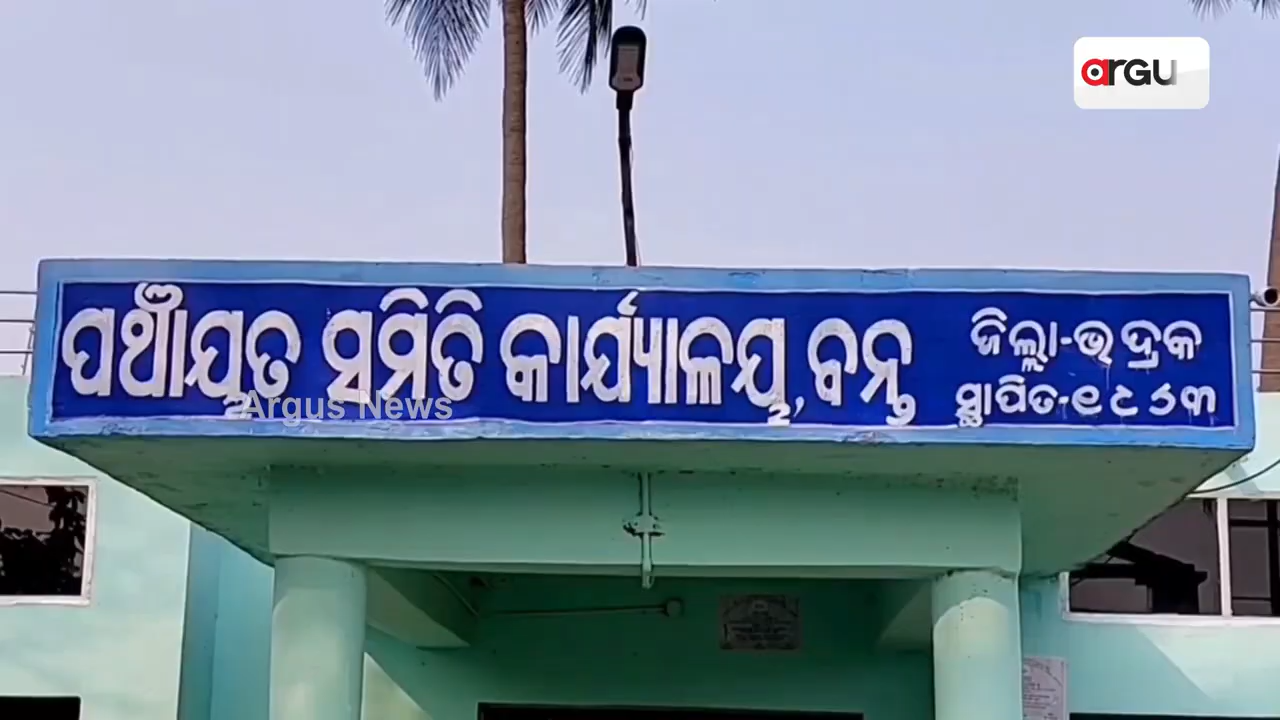 ପଞ୍ଚାୟତ ସମିତି କାର୍ଯ୍ୟାଳୟ, ବନ୍ତ
ଜିଲ୍ଲା-ଭଦ୍ରକ
ସ୍ଥାପିତ-୧୯୬୩
Argus News
ARGU